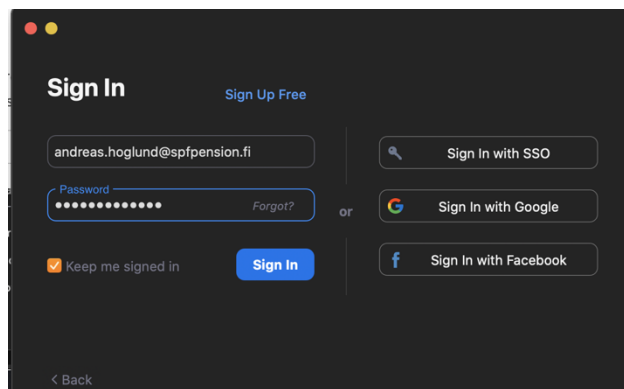 Sign In
Sign Up Free
andreas.hoglund@spfpension.fi
Password
Forgot?
Keep me signed in
Sign In
or
Sign In with SSO
Sign In with Google
Sign In with Facebook
< Back